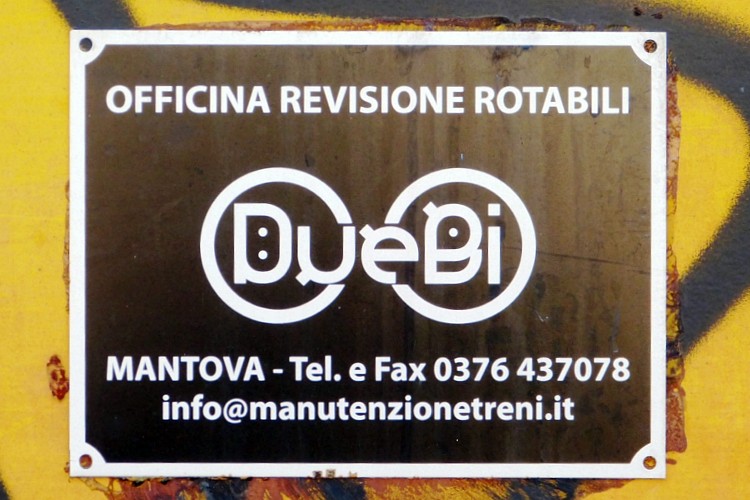 OFFICINA REVISIONE ROTABILI
DueBi
MANTOVA - Tel. e Fax 0376 437078
info@manutenzionetreni.it